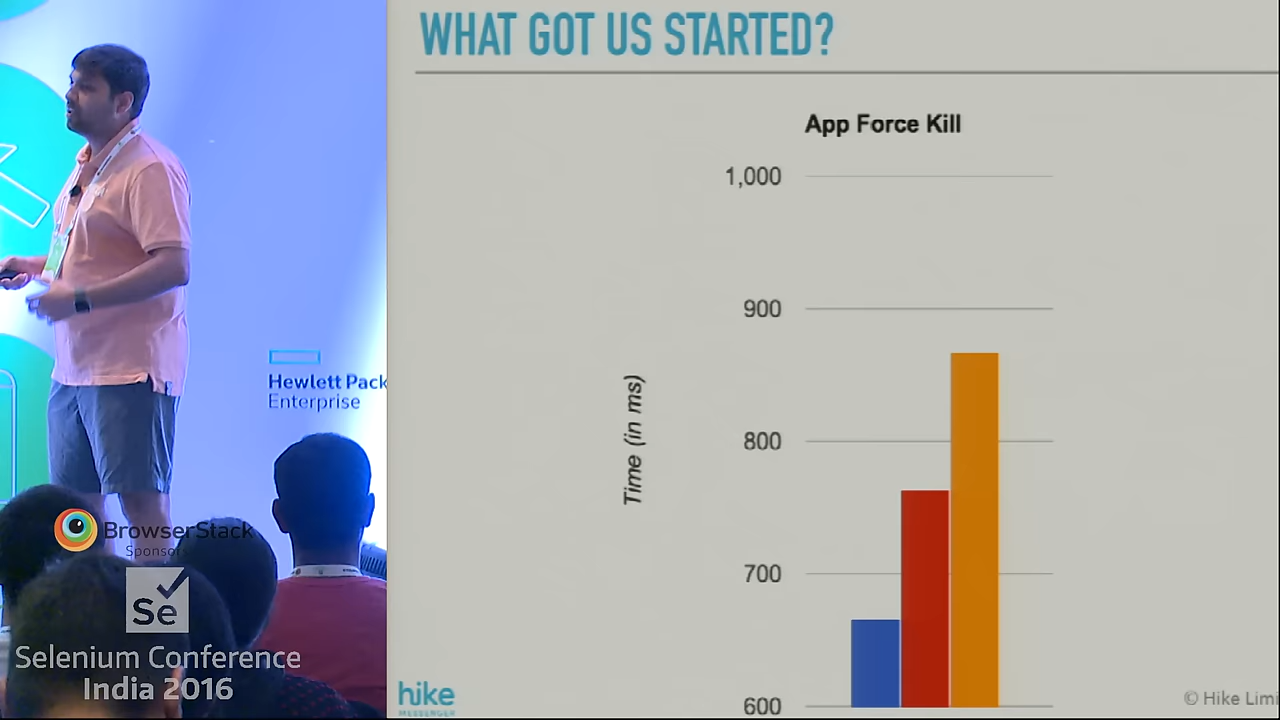 WHAT GOT US STARTED?
App Force Kill
1,000
900
800
700
600
Time (in ms)
hike
MESSENGER
© Hike Limi
Hewlett Pack
Enterprise
BrowserStack
Sponsor
Se
Selenium Conference
India 2016